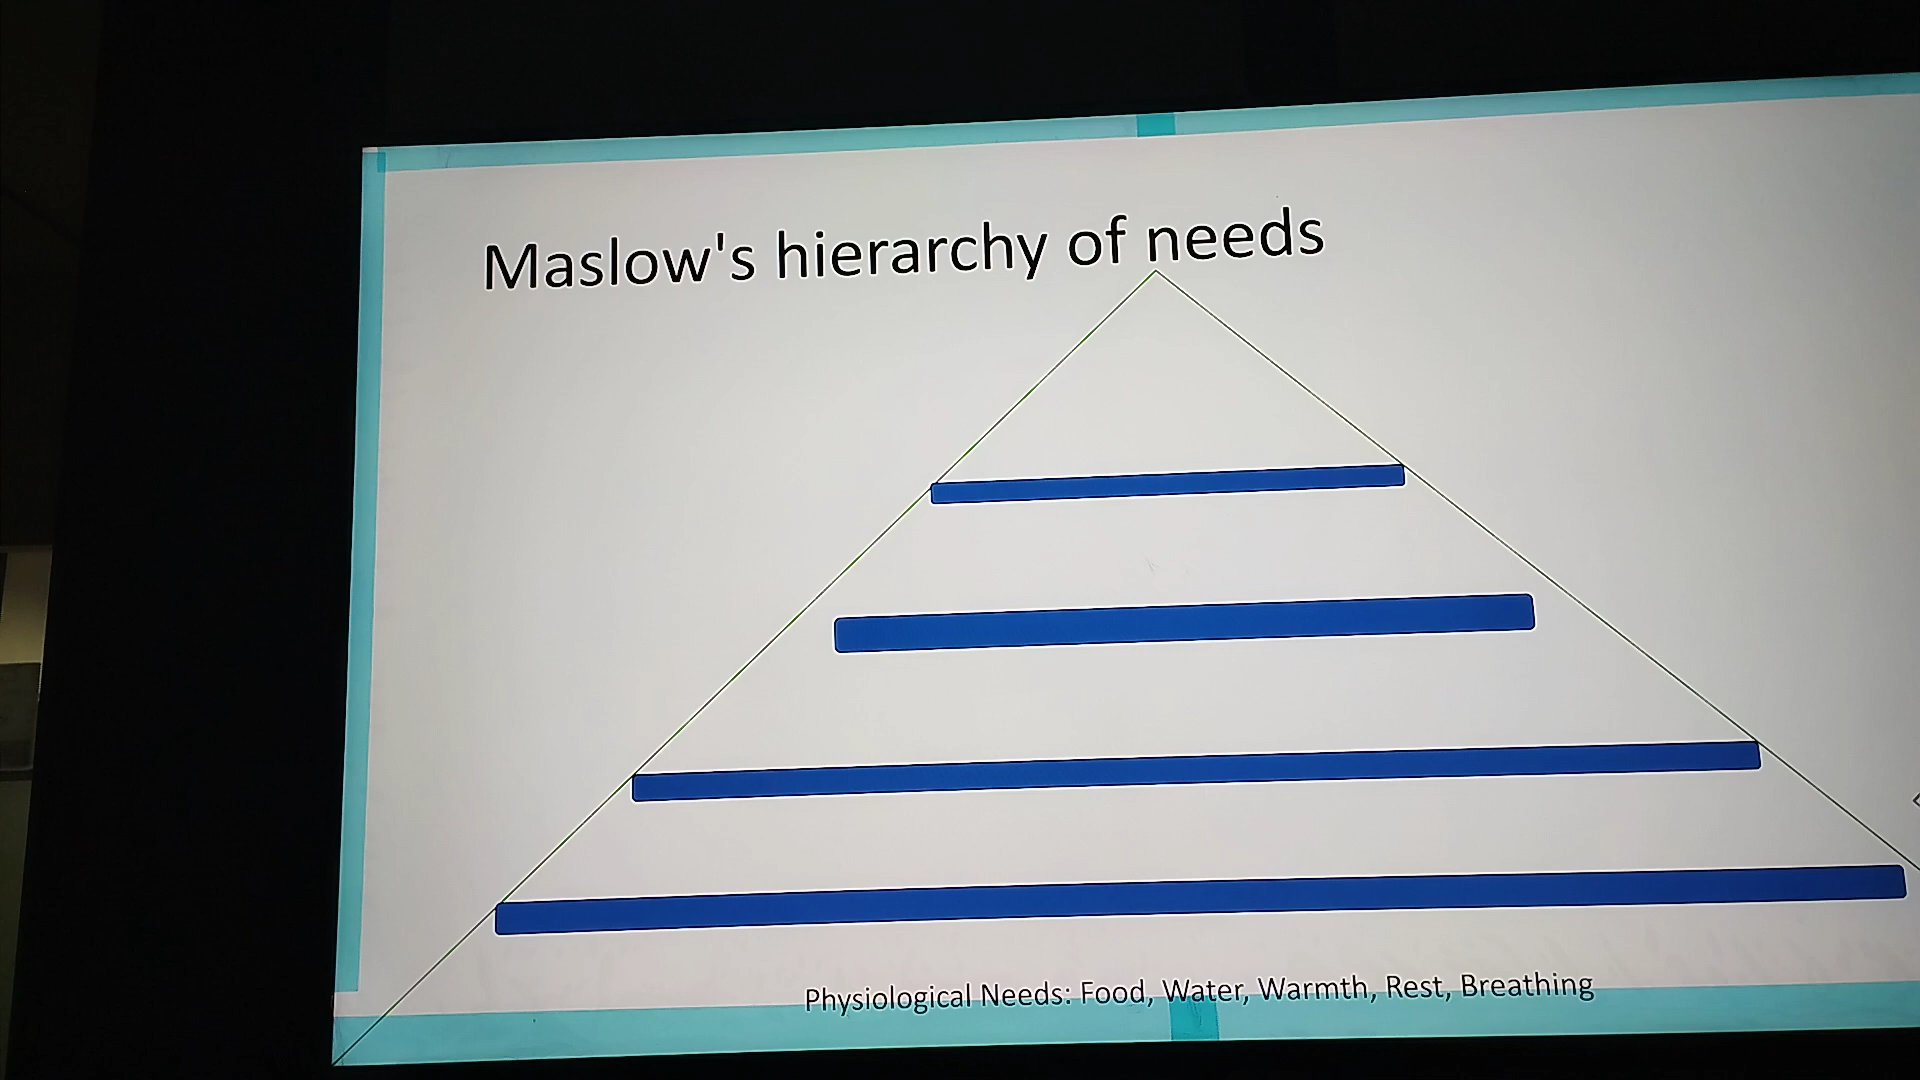 Maslow's hierarchy of needs
Physiological Needs: Food, Water, Warmth, Rest, Breathing